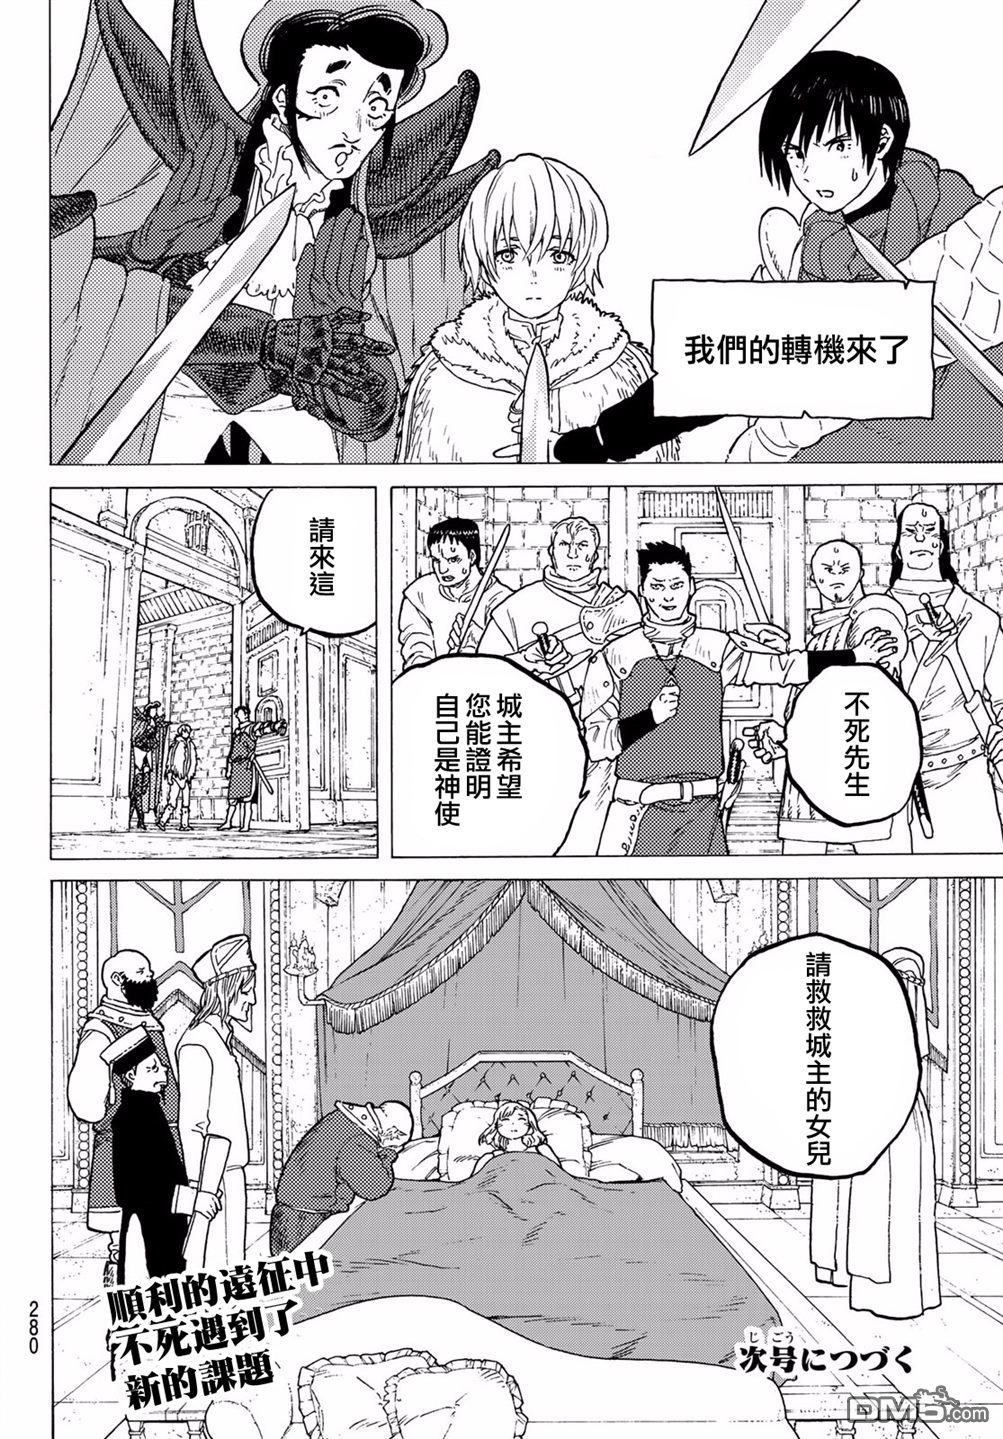 我們的轉機來了
不死先生
城主希望
您能證明
自己是神使
請來這
請救救城主的女兒
順利的遠征中
不死遇到了
新的課題
次号につづく
じごう
280
DM5.com